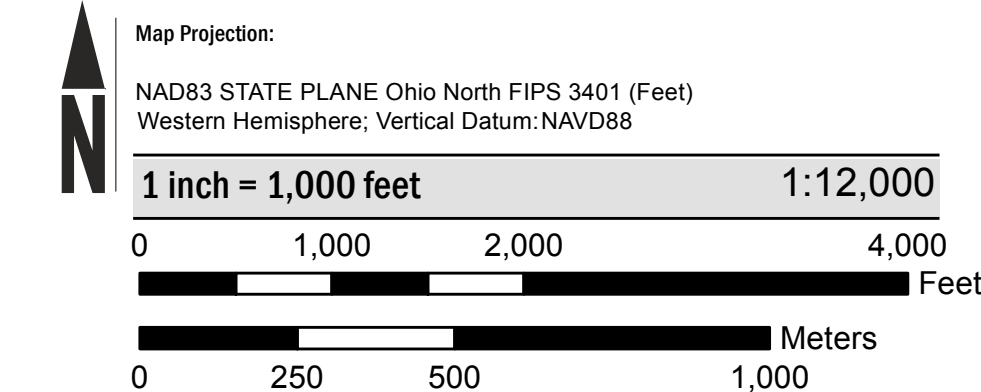 Map Projection:
NAD83 STATE PLANE Ohio North FIPS 3401 (Feet)
Western Hemisphere; Vertical Datum: NAVD88
N
1 inch = 1,000 feet 1:12,000
0 1,000 2,000 4,000
Feet
Meters
0 250 500 1,000